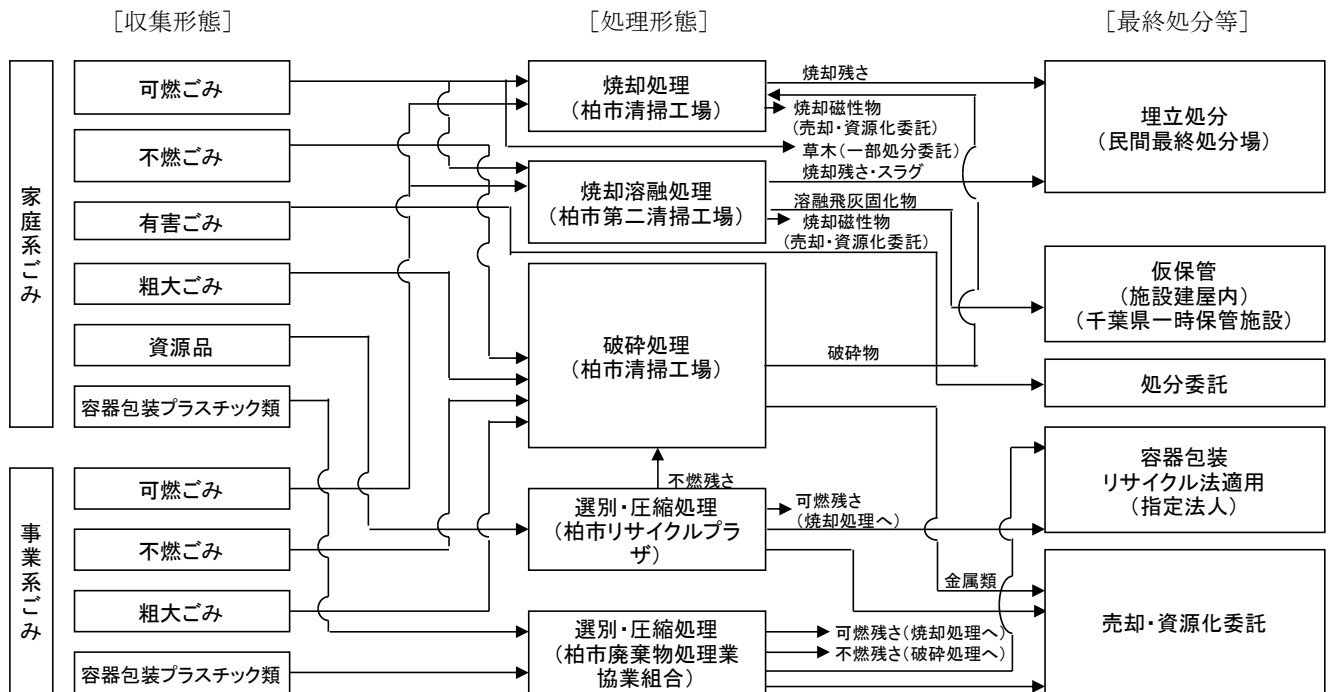 ［収集形態］
［処理形態］
［最終処分等］
家庭系ごみ
可燃ごみ
不燃ごみ
有害ごみ
粗大ごみ
資源品
容器包装プラスチック類
事業系ごみ
可燃ごみ
不燃ごみ
粗大ごみ
容器包装プラスチック類
焼却処理
（柏市清掃工場）
焼却溶融処理
（柏市第二清掃工場）
破砕処理
（柏市清掃工場）
不燃残さ
選別・圧縮処理
（柏市リサイクルプラ
ザ）
選別・圧縮処理
（柏市廃棄物処理業
協業組合）
焼却残さ
焼却磁性物
（売却・資源化委託）
草木（一部処分委託）
焼却残さ・スラグ
溶融飛灰固化物
焼却磁性物
（売却・資源化委託）
破砕物
可燃残さ
（焼却処理へ）
金属類
可燃残さ（焼却処理へ）
不燃残さ（破砕処理へ）
埋立処分
（民間最終処分場）
仮保管
（施設建屋内）
（千葉県一時保管施設）
処分委託
容器包装
リサイクル法適用
（指定法人）
売却・資源化委託